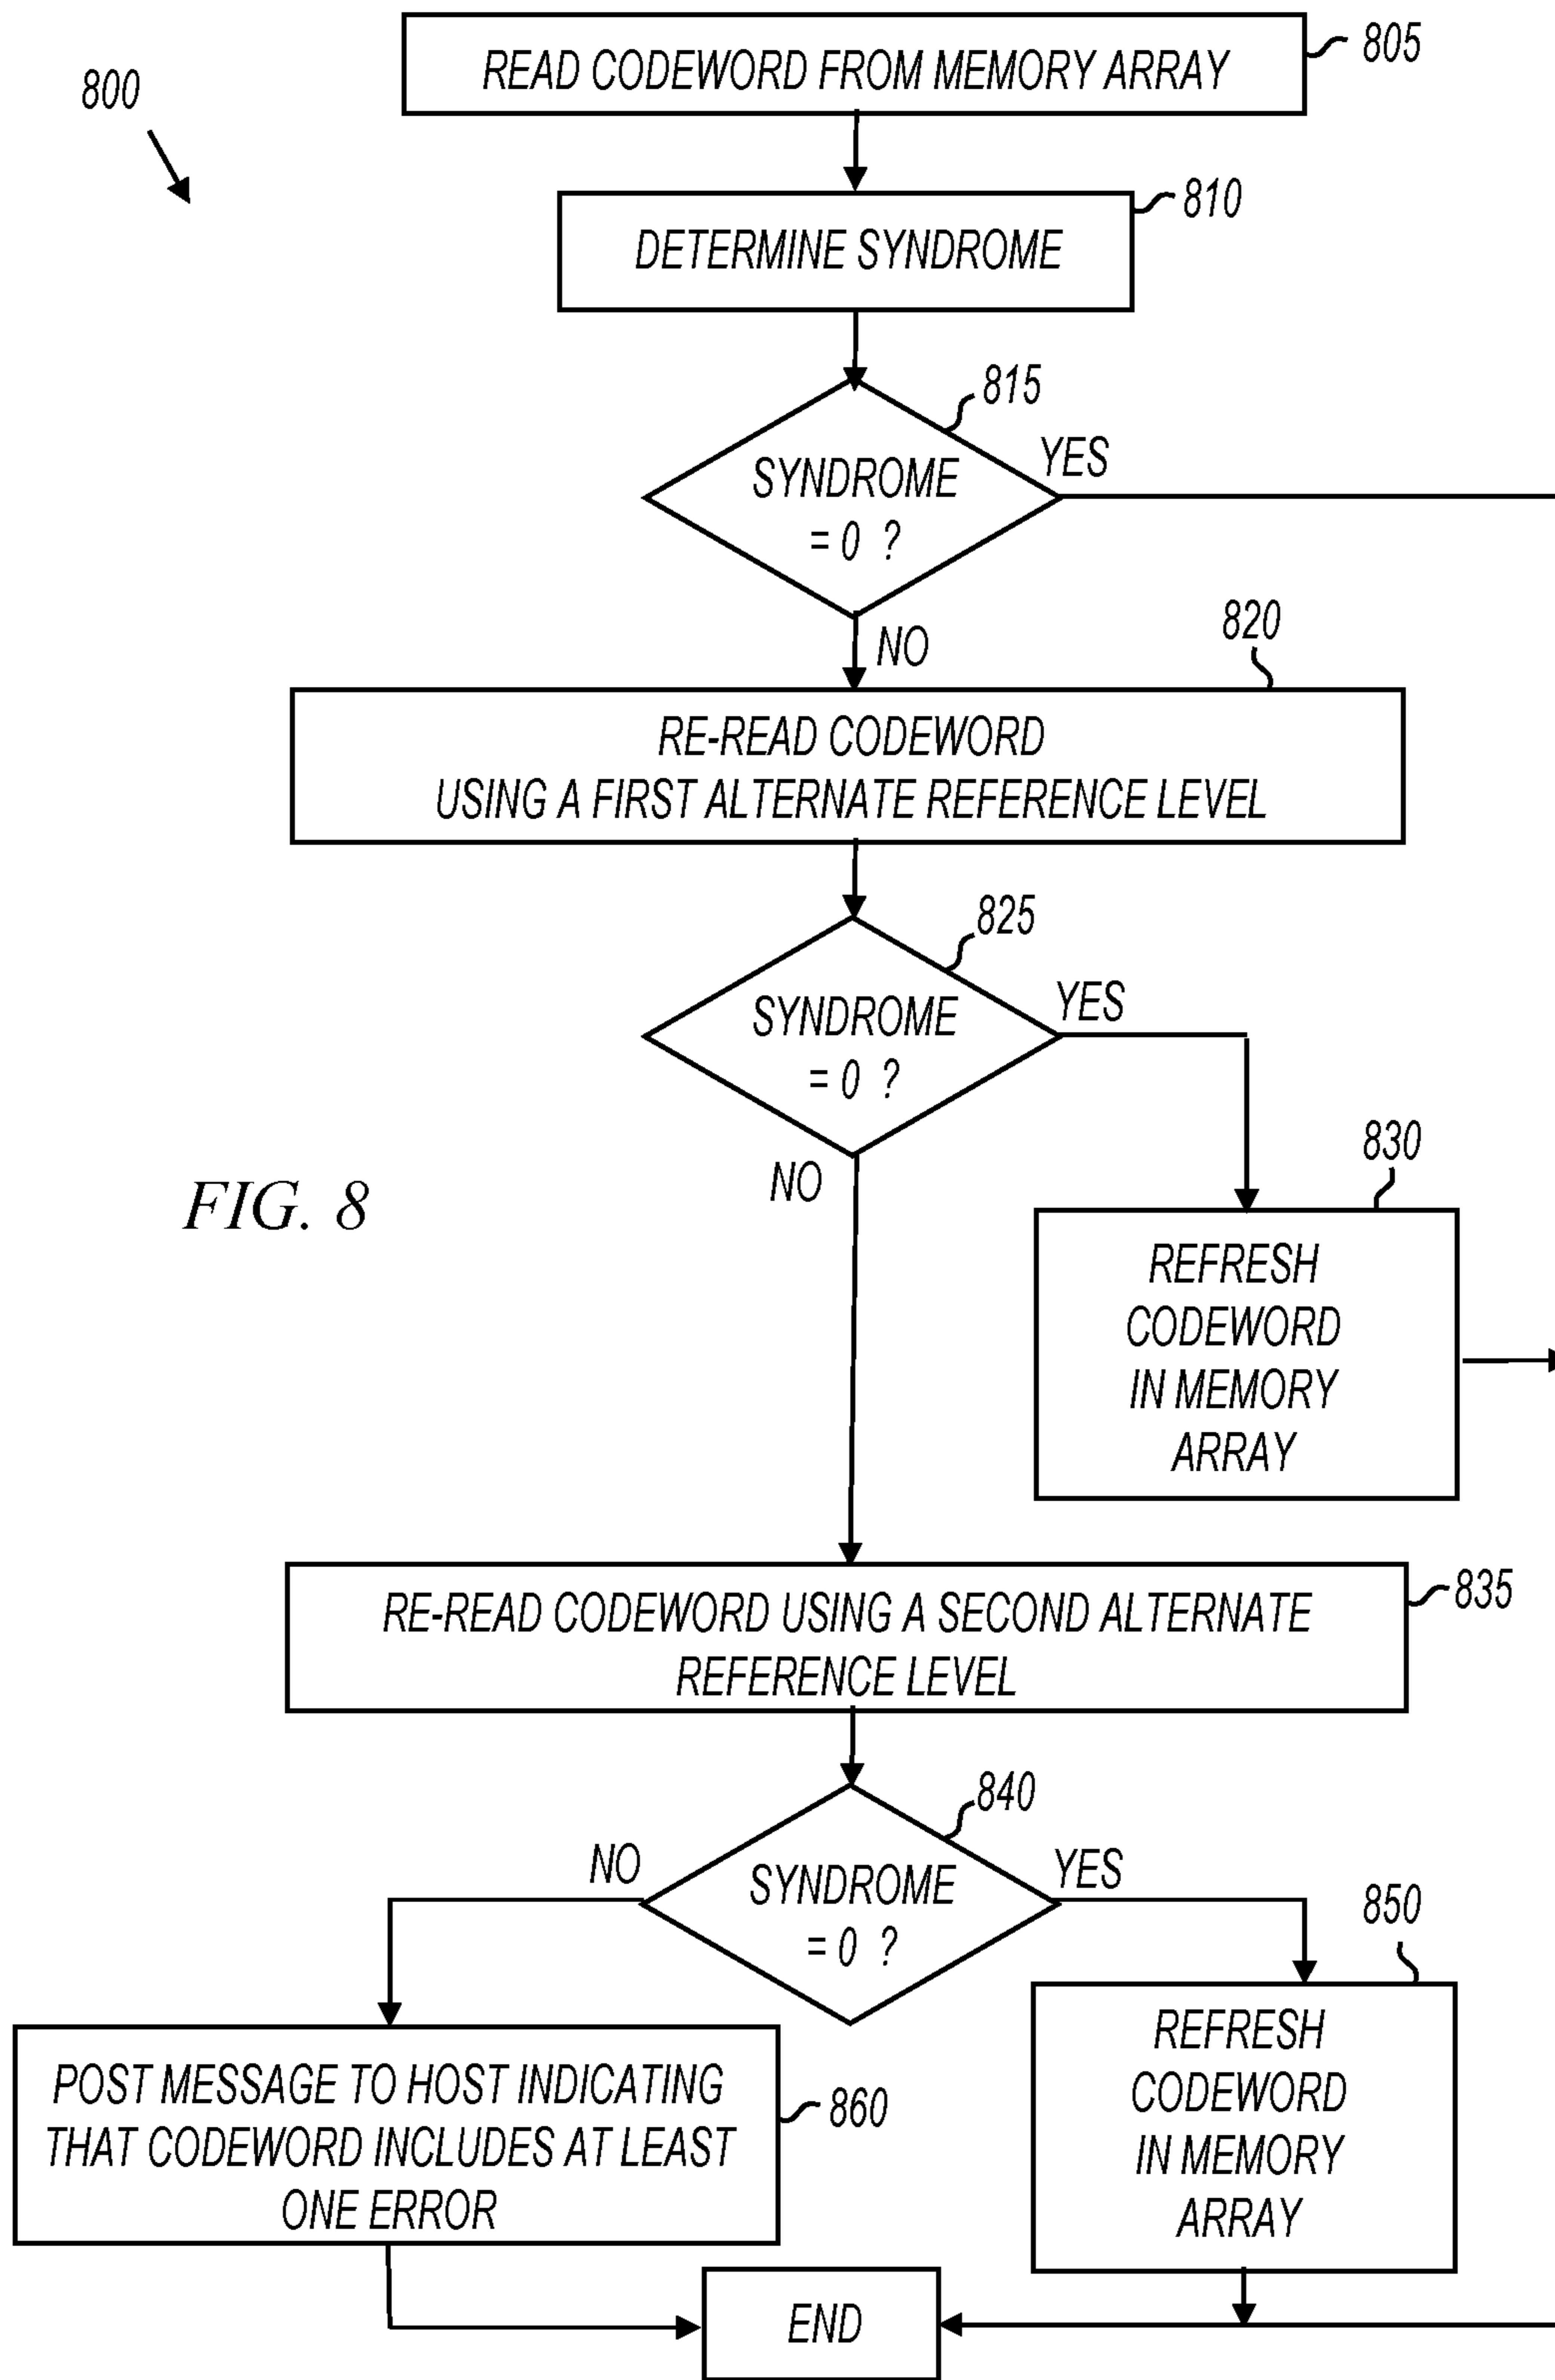 805
READ CODEWORD FROM MEMORY ARRAY
800
810
DETERMINE SYNDROME
815
YES
SYNDROME
= 0 ?
NO
820
RE-READ CODEWORD
USING A FIRST ALTERNATE REFERENCE LEVEL
825
YES
SYNDROME
= 0 ?
NO
830
FIG. 8
REFRESH
CODEWORD
IN MEMORY
ARRAY
835
RE-READ CODEWORD USING A SECOND ALTERNATE
REFERENCE LEVEL
840
NO
YES
SYNDROME
= 0 ?
850
REFRESH
CODEWORD
IN MEMORY
ARRAY
POST MESSAGE TO HOST INDICATING
THAT CODEWORD INCLUDES AT LEAST
ONE ERROR
860
END